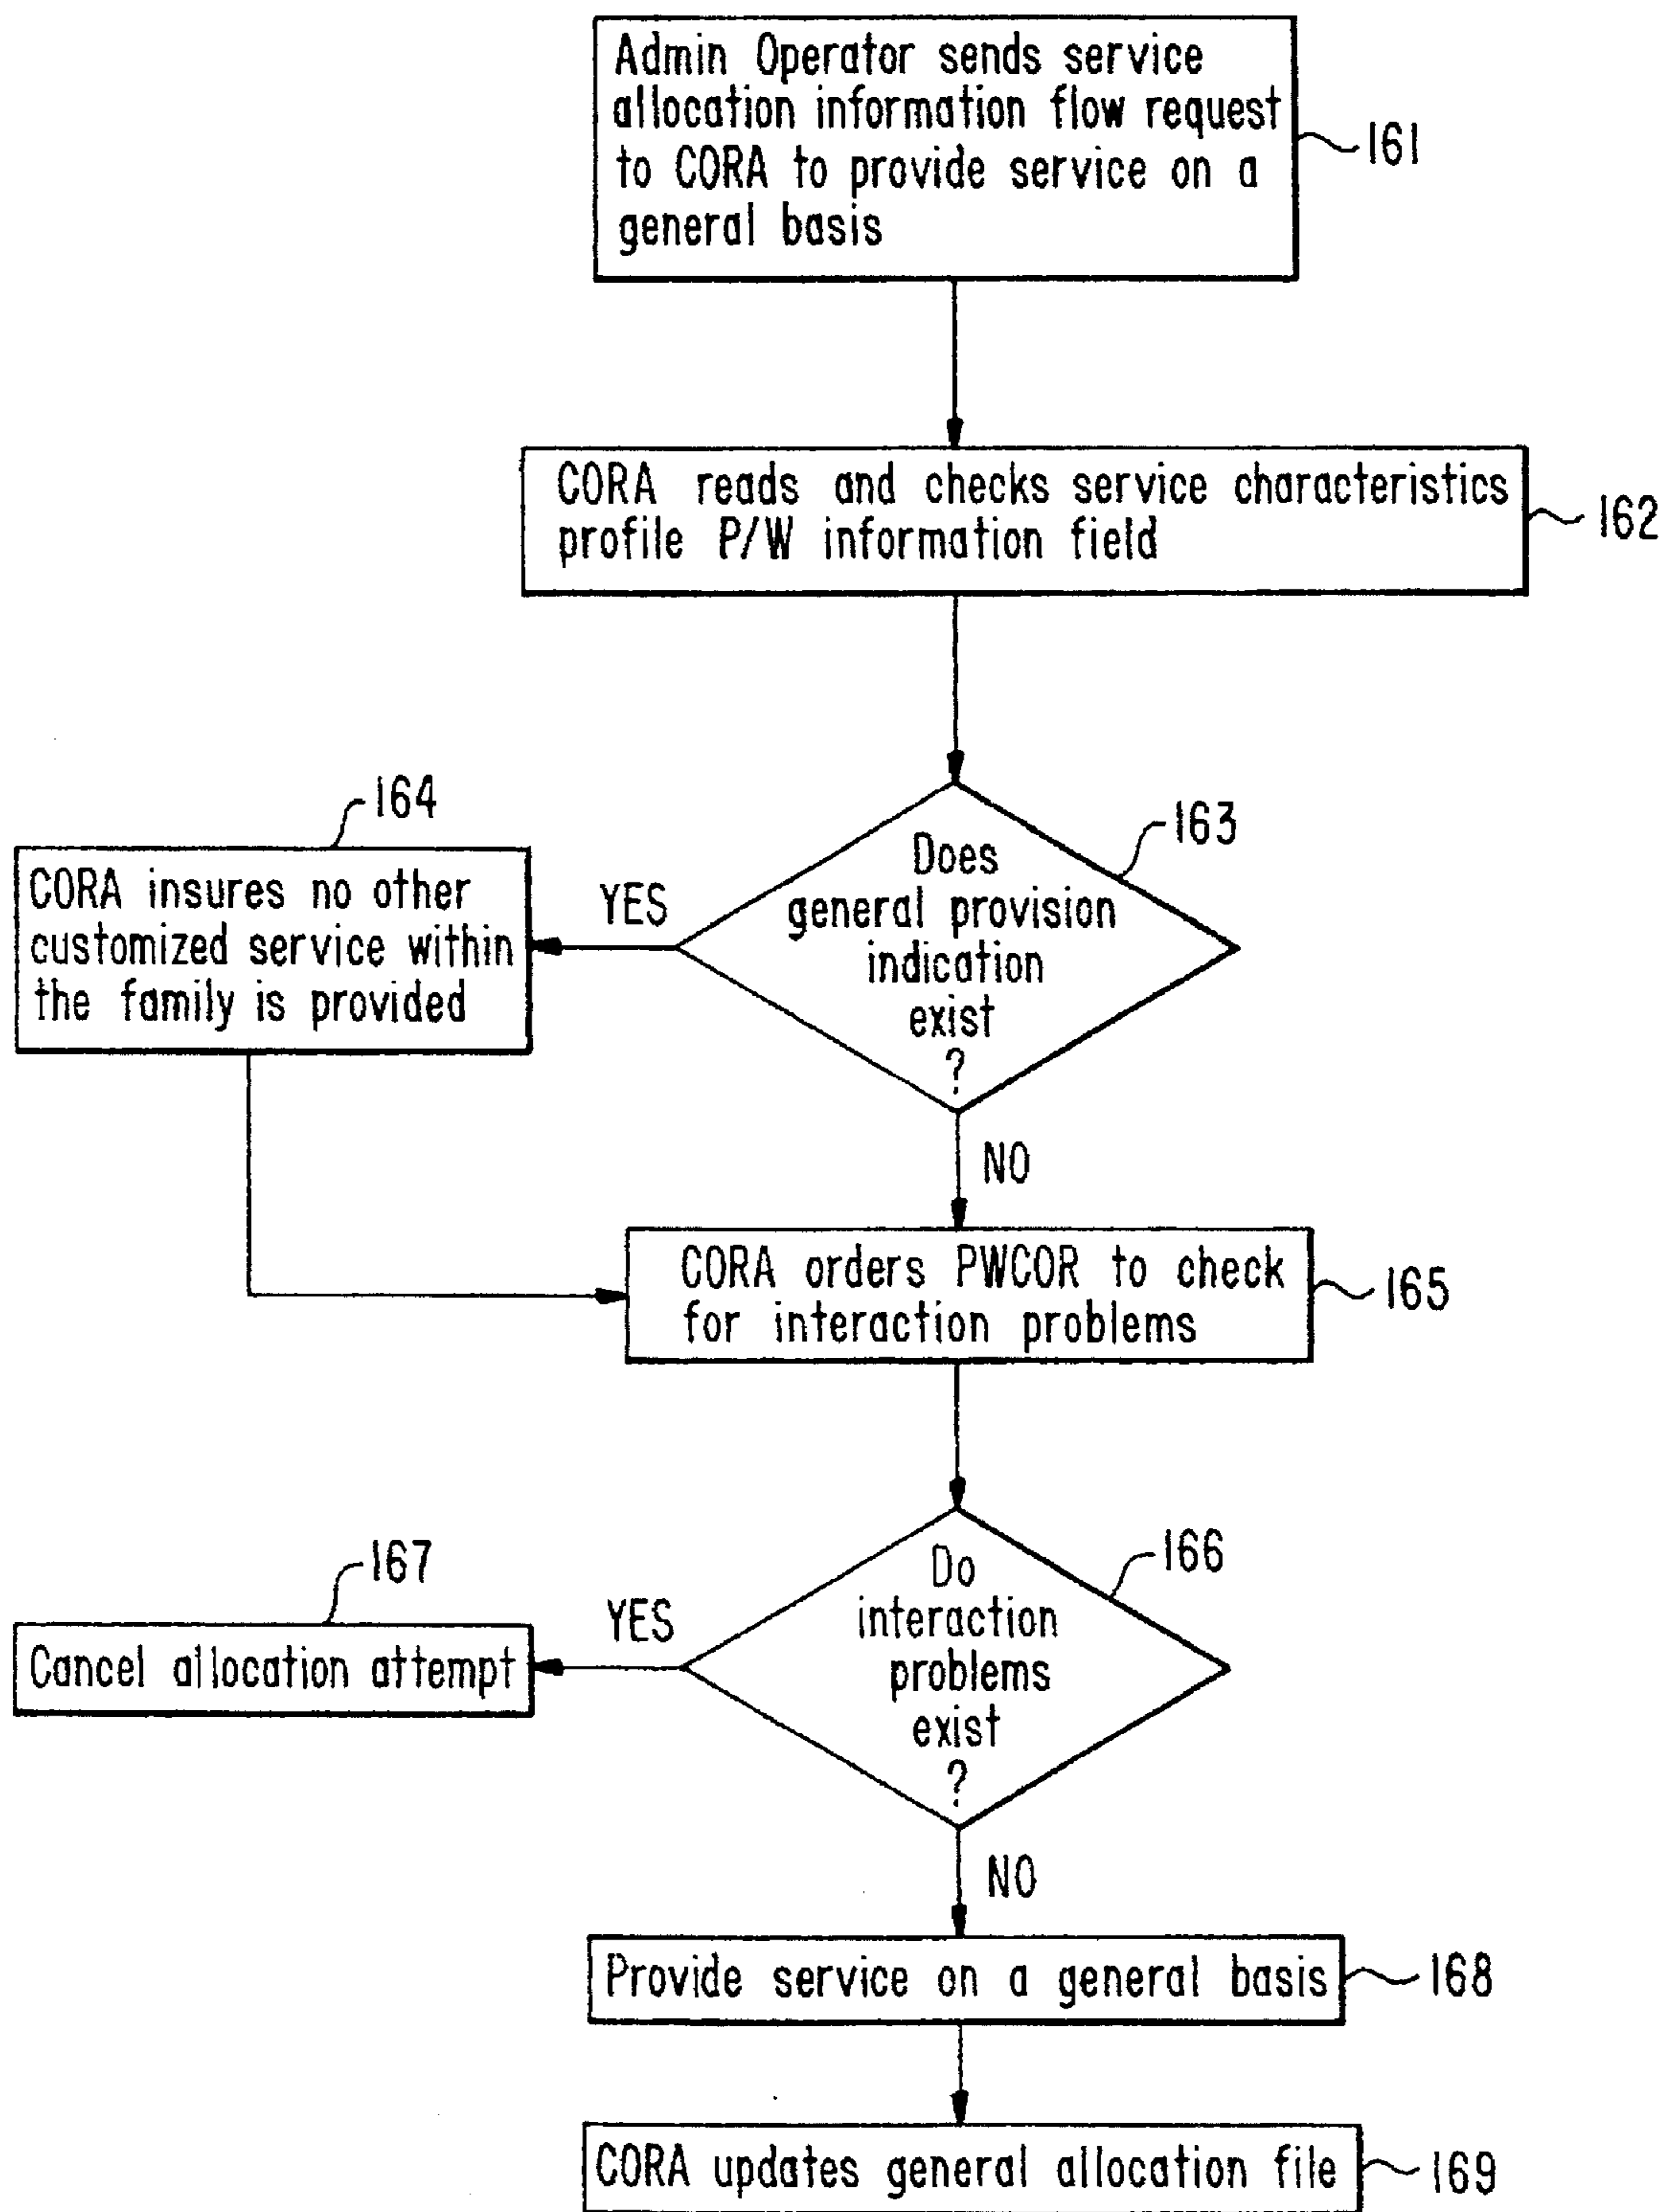 Admin Operator sends service
allocation information flow request
to CORA to provide service on a
general basis
161
CORA reads and checks service characteristics
profile P/W information field
162
163
Does
general provision
indication
exist
?
YES
164
CORA insures no other
customized service within
the family is provided
NO
CORA orders PWCOR to check
for interaction problems
165
166
Do
interaction
problems
exist
?
YES
167
Cancel allocation attempt
NO
Provide service on a general basis
168
CORA updates general allocation file
169